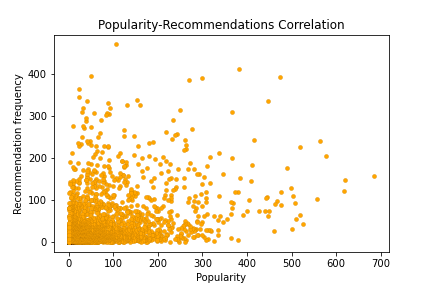 Popularity-Recommendations Correlation
Recommendation frequency
400
300
200
100
0
0 100 200 300 400 500 600 700
Popularity